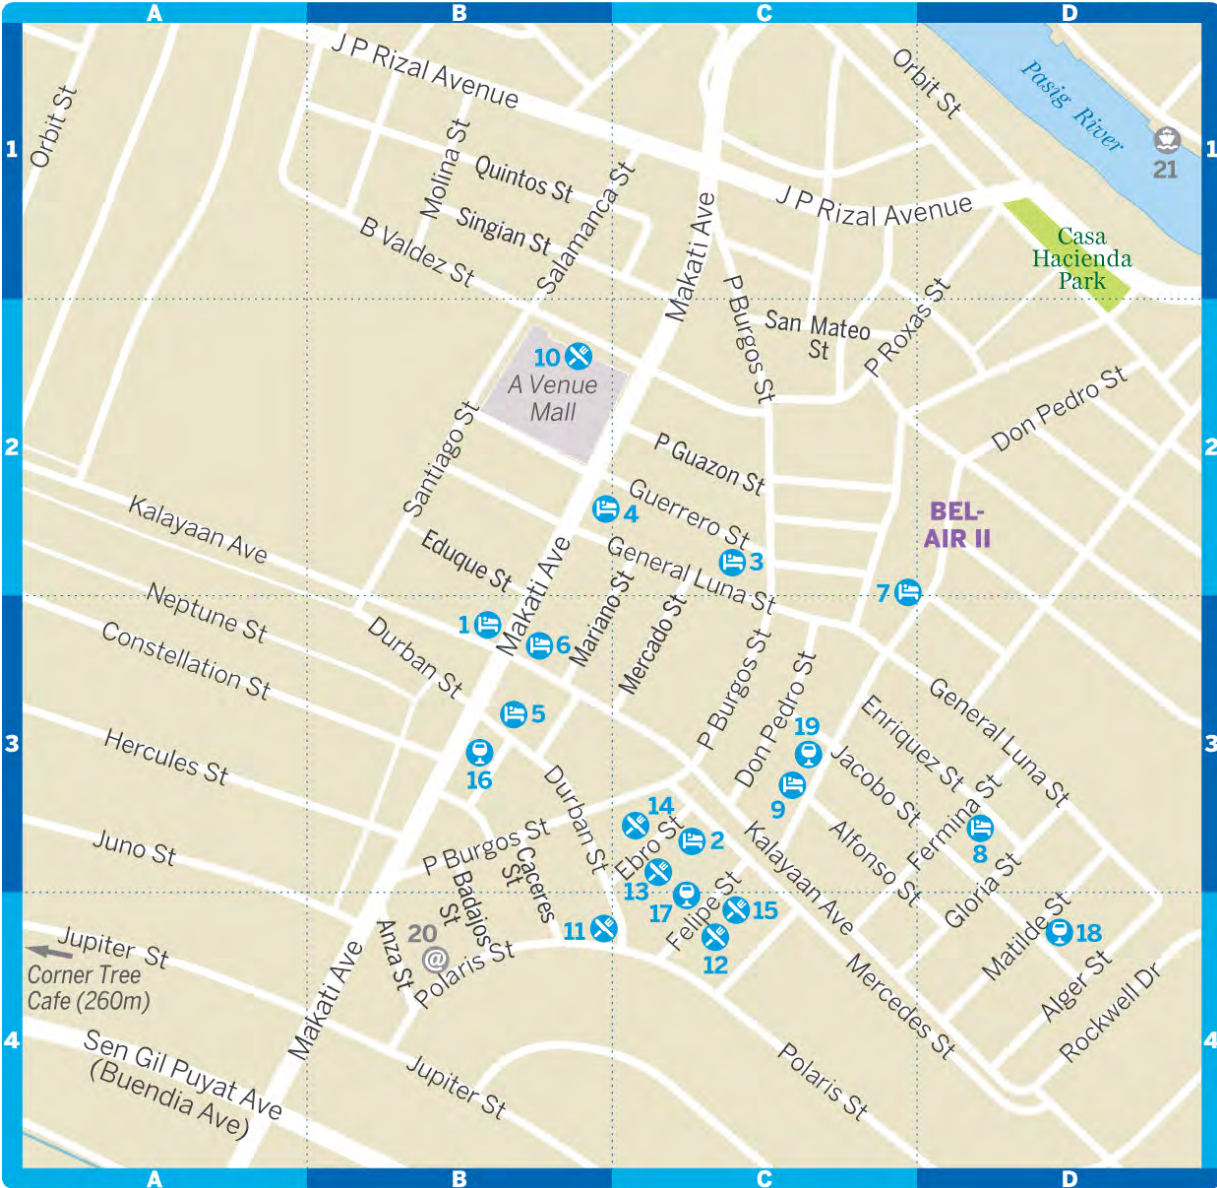 A
B
C
D
1
1
2
2
3
3
4
4
A
B
C
D
J P Rizal Avenue
Orbit St
Orbit St
Pasig River
21
Molina St
Quintos St
Singian St
Salamanca St
B Valdez St
Makati Ave
J P Rizal Avenue
Casa
Hacienda
Park
P Burgos St
San Mateo
St
P Roxas St
10
A Venue
Mall
Don Pedro St
Santiago St
P Guazon St
Guerrero St
Kalayaan Ave
4
BEL-
AIR II
Eduque St
Makati Ave
General Luna St
3
7
Neptune St
Mariano St
Mercado St
1
6
Constellation St
Durban St
P Burgos St
Don Pedro St
General Luna St
5
Enriquez St
19
Hercules St
16
Jacobo St
9
Durban St
14
Fermina St
Juno St
P Burgos St
Ebro St
2
Kalayaan Ave
Alfonso St
8
Caceres
St
13
Gloria St
Badajos
St
17
Felipe St
15
Matilde St
Anza St
20
@
11
12
18
Jupiter St
Polaris St
Alger St
Corner Tree
Cafe (260m)
Makati Ave
Mercedes St
Rockwell Dr
Sen Gil Puyat Ave
(Buendia Ave)
Jupiter St
Polaris St